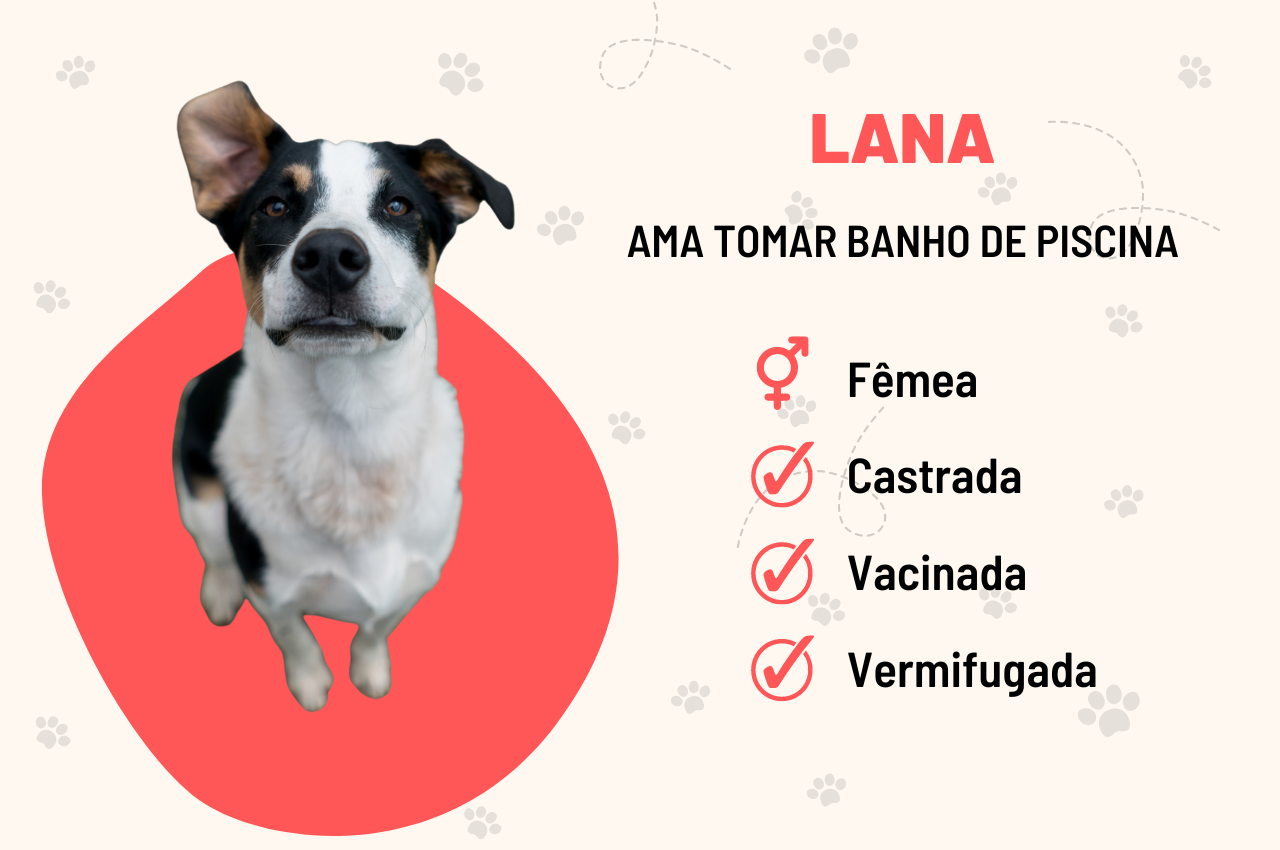 LANA
AMA TOMAR BANHO DE PISCINA
Fêmea
Castrada
Vacinada
Vermifugada